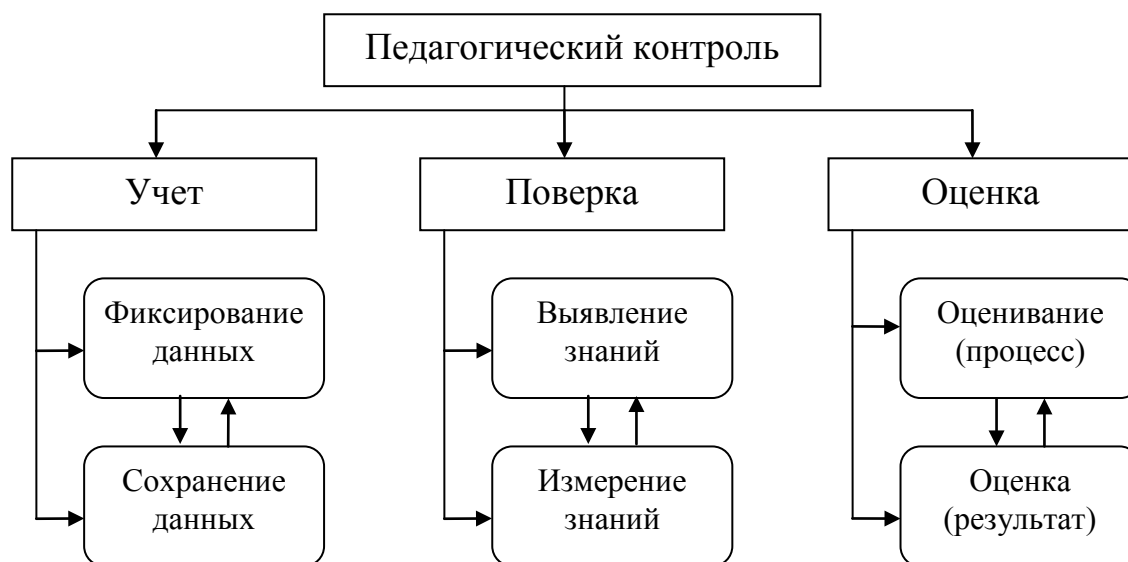 Педагогический контроль
Учет
Поверка
Оценка
Фиксирование
данных
Выявление
знаний
Оценивание
(процесс)
Сохранение
данных
Измерение
знаний
Оценка
(результат)